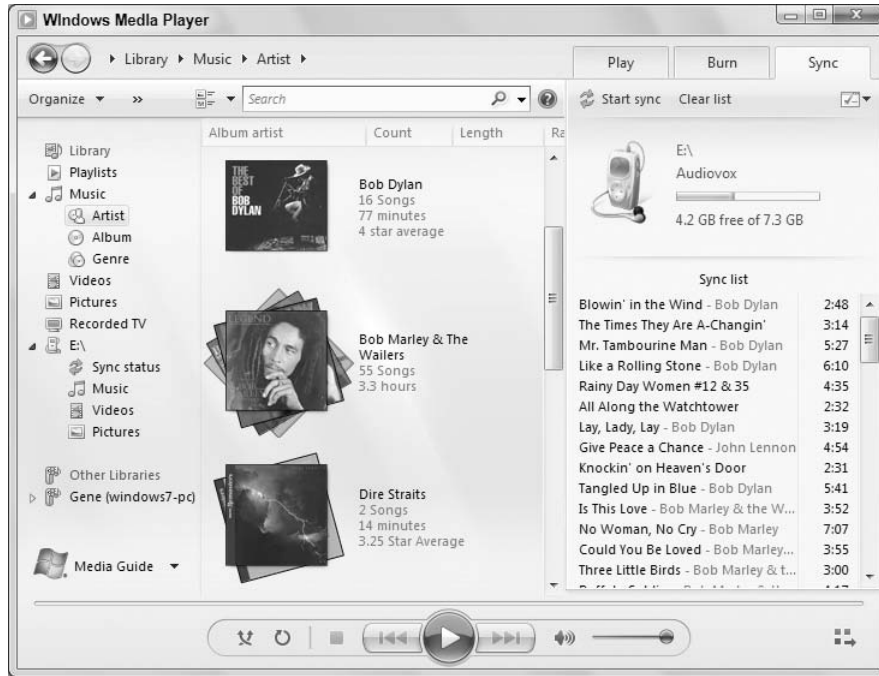 WIndows Medla Player
Library Music Artist
Play Burn Sync
Organize » Search
Start sync Clear list
Album artist Count Length Ra
Library
Playlists
Music
Artist
Album
Genre
Videos
Pictures
Recorded TV
E:\
Sync status
Music
Videos
Pictures
Other Libraries
Gene (windows7-pc)
Media Guide
THE
BEST
OF
BOB
DYLAN
Bob Dylan
16 Songs
77 minutes
4 star average
LEGEND
Bob Marley & The
Wailers
55 Songs
3.3 hours
Dire Straits
2 Songs
14 minutes
3.25 Star Average
E:\
Audiovox
4.2 GB free of 7.3 GB
Sync list
Blowin' in the Wind - Bob Dylan 2:48
The Times They Are A-Changin' 3:14
Mr. Tambourine Man - Bob Dylan 5:27
Like a Rolling Stone - Bob Dylan 6:10
Rainy Day Women #12 & 35 4:35
All Along the Watchtower 2:32
Lay, Lady, Lay - Bob Dylan 3:19
Give Peace a Chance - John Lennon 4:54
Knockin' on Heaven's Door 2:31
Tangled Up in Blue - Bob Dylan 5:41
Is This Love - Bob Marley & the W... 3:52
No Woman, No Cry - Bob Marley 7:07
Could You Be Loved - Bob Marley... 3:55
Three Little Birds - Bob Marley & t... 3:00